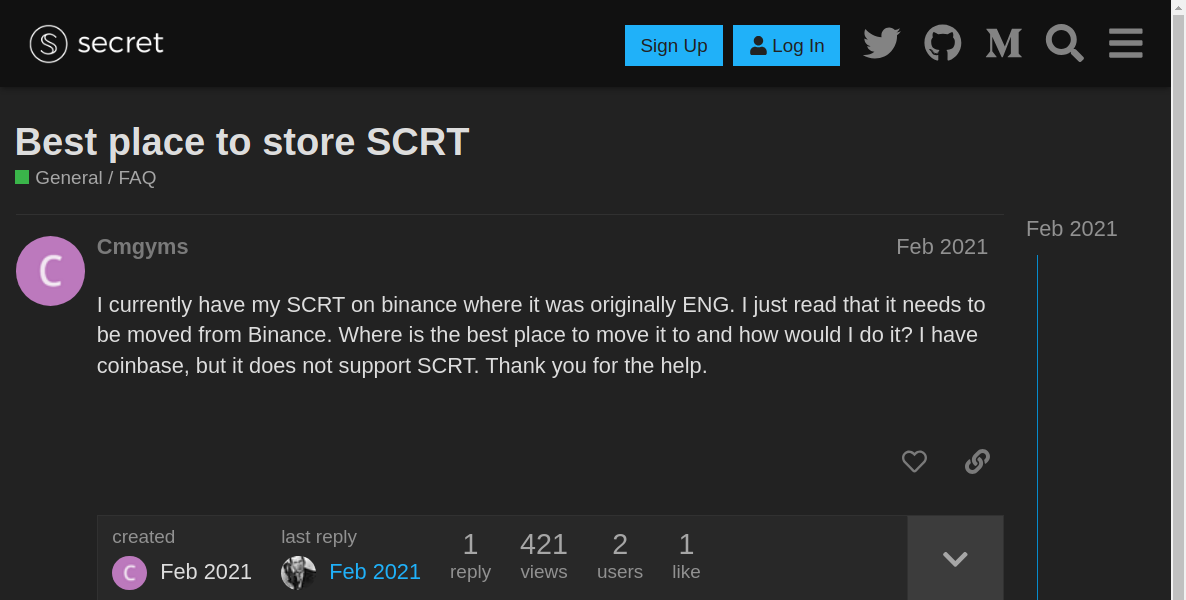 secret
Sign Up
Log In
Best place to store SCRT
General / FAQ
C
Cmgyms
Feb 2021
Feb 2021
I currently have my SCRT on binance where it was originally ENG. I just read that it needs to
be moved from Binance. Where is the best place to move it to and how would I do it? I have
coinbase, but it does not support SCRT. Thank you for the help.
created
C Feb 2021
last reply
Feb 2021
1
reply
421
views
2
users
1
like